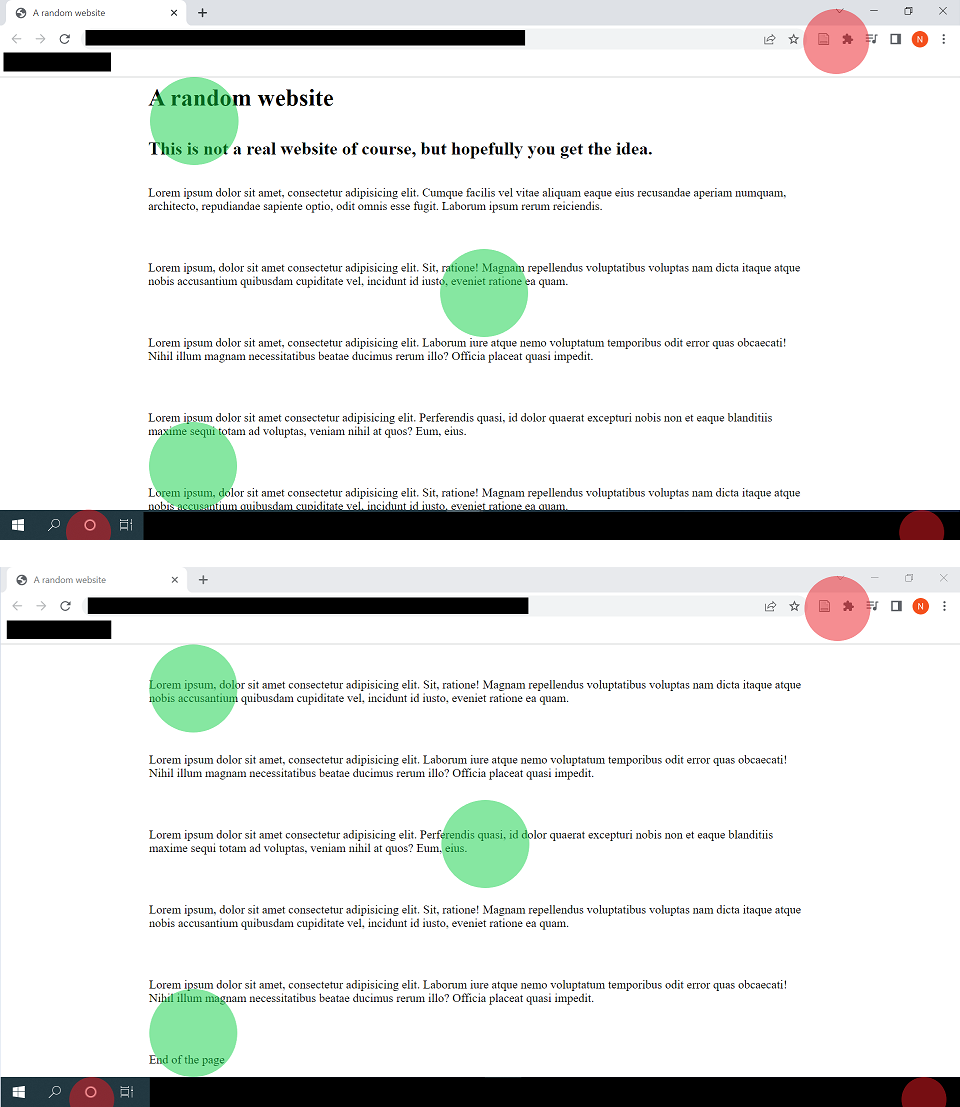 A random website
N
A random website
This is not a real website of course, but hopefully you get the idea.
Lorem ipsum dolor sit amet, consectetur adipisicing elit. Cumque facilis vel vitae aliquam eaque eius recusandae aperiam numquam,
architecto, repudiandae sapiente optio, odit omnis esse fugit. Laborum ipsum rerum reiciendis.
Lorem ipsum, dolor sit amet consectetur adipisicing elit. Sit, ratione! Magnam repellendus voluptatibus voluptas nam dicta itaque atque
nobis accusantium quibusdam cupiditate vel, incidunt id iusto, eveniet ratione ea quam.
Lorem ipsum dolor sit amet consectetur adipisicing elit. Laborum iure atque nemo voluptatum temporibus odit error quas obcaecati!
Nihil illum magnam necessitatibus beatae ducimus rerum illo? Officia placeat quasi impedit.
Lorem ipsum dolor sit amet consectetur adipisicing elit. Perferendis quasi, id dolor quaerat excepturi nobis non et eaque blanditiis
maxime sequi totam ad voluptas, veniam nihil at quos? Eum, eius.
Lorem ipsum, dolor sit amet consectetur adipisicing elit. Sit, ratione! Magnam repellendus voluptatibus voluptas nam dicta itaque atque
nobis accusantium quibusdam cupiditate vel, incidunt id iusto, eveniet ratione ea quam.
A random website
N
Lorem ipsum, dolor sit amet consectetur adipisicing elit. Sit, ratione! Magnam repellendus voluptatibus voluptas nam dicta itaque atque
nobis accusantium quibusdam cupiditate vel, incidunt id iusto, eveniet ratione ea quam.
Lorem ipsum dolor sit amet consectetur adipisicing elit. Laborum iure atque nemo voluptatum temporibus odit error quas obcaecati!
Nihil illum magnam necessitatibus beatae ducimus rerum illo? Officia placeat quasi impedit.
Lorem ipsum dolor sit amet consectetur adipisicing elit. Perferendis quasi, id dolor quaerat excepturi nobis non et eaque blanditiis
maxime sequi totam ad voluptas, veniam nihil at quos? Eum, eius.
Lorem ipsum, dolor sit amet consectetur adipisicing elit. Sit, ratione! Magnam repellendus voluptatibus voluptas nam dicta itaque atque
nobis accusantium quibusdam cupiditate vel, incidunt id iusto, eveniet ratione ea quam.
Lorem ipsum dolor sit amet consectetur adipisicing elit. Laborum iure atque nemo voluptatum temporibus odit error quas obcaecati!
Nihil illum magnam necessitatibus beatae ducimus rerum illo? Officia placeat quasi impedit.
End of the page